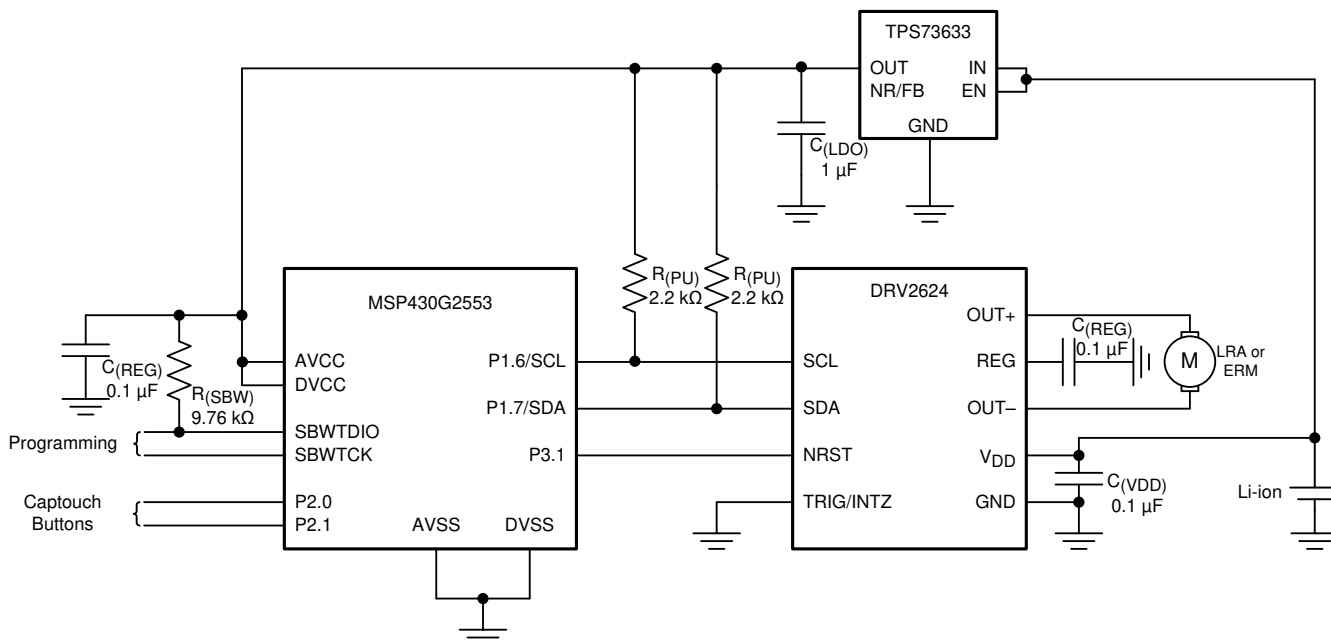 TPS73633
OUT
IN
NR/FB
EN
GND
C(LDO)
1 µF
R(PU)
2.2 kΩ
R(PU)
2.2 kΩ
MSP430G2553
DRV2624
C(REG)
0.1 µF
R(SBW)
9.76 kΩ
AVCC
DVCC
P1.6/SCL
SCL
OUT+
REG
C(REG)
0.1 µF
M
LRA or
ERM
P1.7/SDA
SDA
OUT–
Programming
SBWTDIO
SBWTCK
P3.1
NRST
VDD
C(VDD)
0.1 µF
Li-ion
Captouch
Buttons
P2.0
P2.1
AVSS
DVSS
TRIG/INTZ
GND